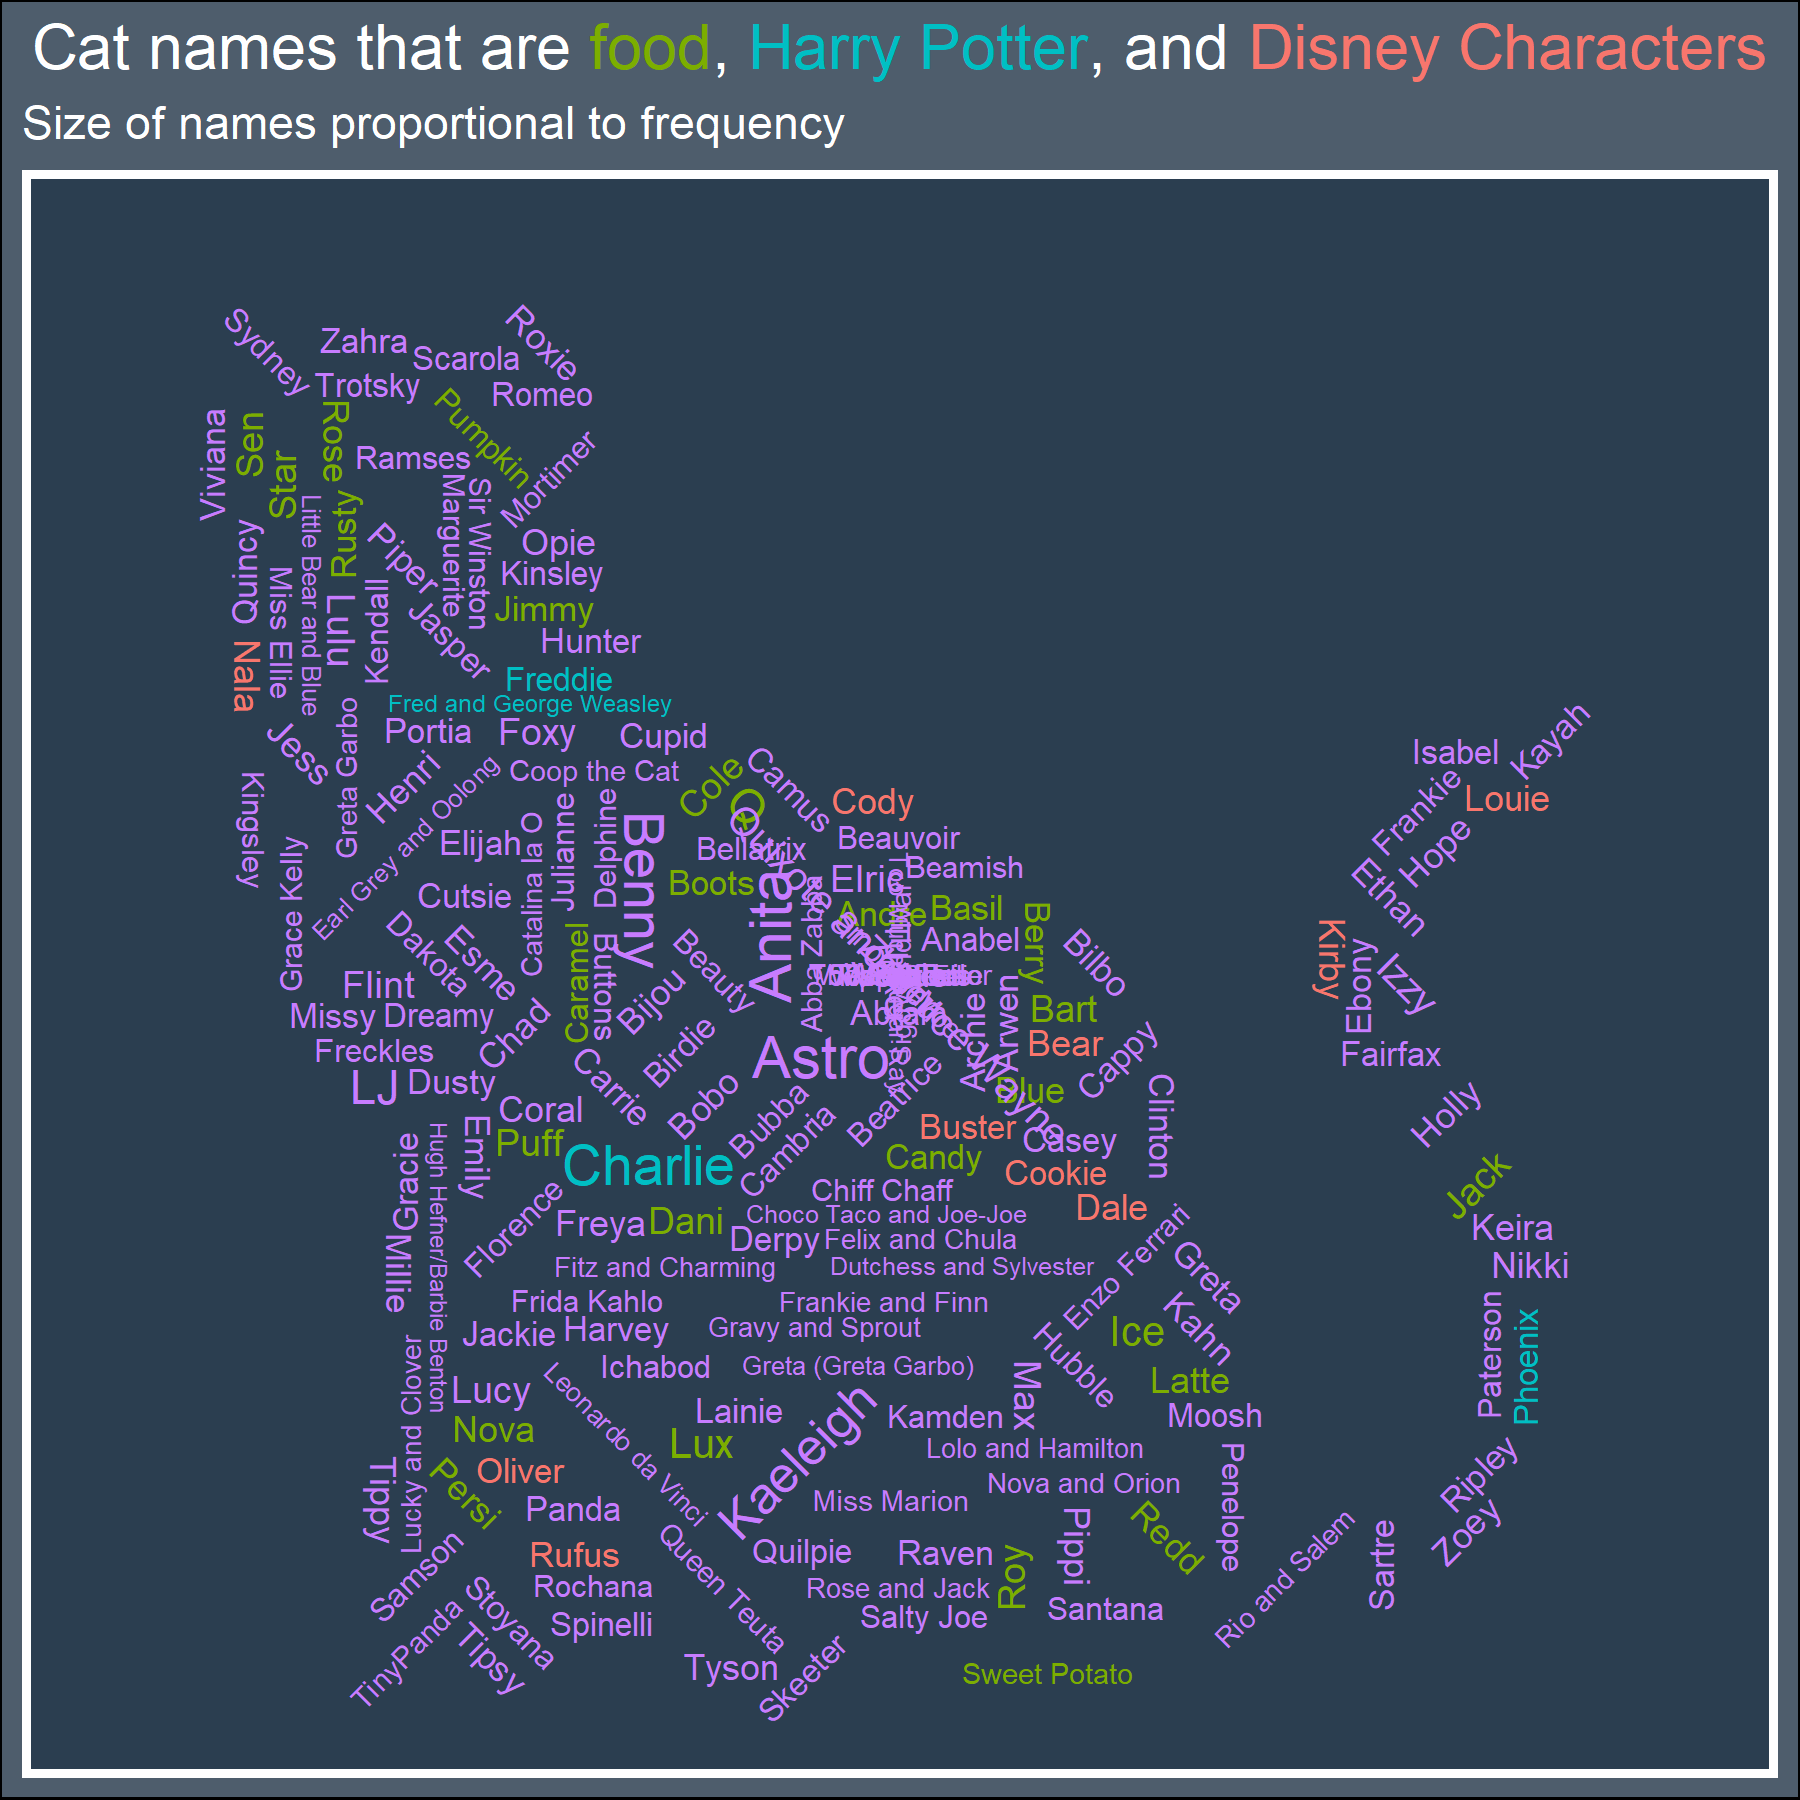 Cat names that are food, Harry Potter, and Disney Characters
Size of names proportional to frequency
Sydney
Zahra
Scarola
Roxie
Trotsky
Romeo
Viviana
Sen
Star
Rose
Pumpkin
Ramses
Mortimer
Marguerite
Sir Winston
Little Bear and Blue
Rusty
Quincy
Piper
Opie
Kinsley
Miss Ellie
Lulu
Kendall
Jasper
Jimmy
Hunter
Nala
Freddie
Fred and George Weasley
Jess
Greta Garbo
Portia
Foxy
Cupid
Henri
Coop the Cat
Cole
Camus
Isabel
Kayah
Kingsley
Earl Grey and Oolong
Elijah
Catalina la O
Julianne
Delphine
Benny
Q
Cody
Frankie
Louie
Beauvoir
Bellatrix
Hope
Grace Kelly
Cutsie
Boots
Anita
Elric
Beamish
Ethan
Abba Zabba
Andre
Basil
Dakota
Esme
Caramel
Buttons
Beauty
Anabel
Berry
Bilbo
Kirby
Ebony
Izzy
Flint
Bijou
Missy
Dreamy
Chad
Archie
Arwen
Bart
Freckles
Carrie
Birdie
Astro
Bear
Cappy
Fairfax
LJ
Dusty
Coral
Bobo
Bubba
Beatrice
Blue
Clinton
Holly
Emily
Puff
Charlie
Cambria
Buster
Casey
Candy
Cookie
Jack
Gracie
Hugh Hefner/Barbie Benton
Florence
Freya
Dani
Chiff Chaff
Choco Taco and Joe-Joe
Dale
Keira
Millie
Derpy
Felix and Chula
Enzo Ferrari
Greta
Nikki
Fitz and Charming
Dutchess and Sylvester
Frida Kahlo
Frankie and Finn
Kahn
Paterson
Phoenix
Jackie
Harvey
Gravy and Sprout
Hubble
Ice
Lucky and Clover
Ichabod
Greta (Greta Garbo)
Lucy
Leonardo da Vinci
Max
Latte
Lainie
Kaeleigh
Kamden
Moosh
Nova
Lux
Lolo and Hamilton
Penelope
Ripley
Tippy
Persi
Oliver
Nova and Orion
Panda
Miss Marion
Pippi
Redd
Zoey
Samson
Rufus
Queen Teuta
Quilpie
Raven
Roy
Rio and Salem
Sartre
Rochana
Rose and Jack
TinyPanda
Stoyana
Spinelli
Salty Joe
Santana
Tipsy
Tyson
Skeeter
Sweet Potato